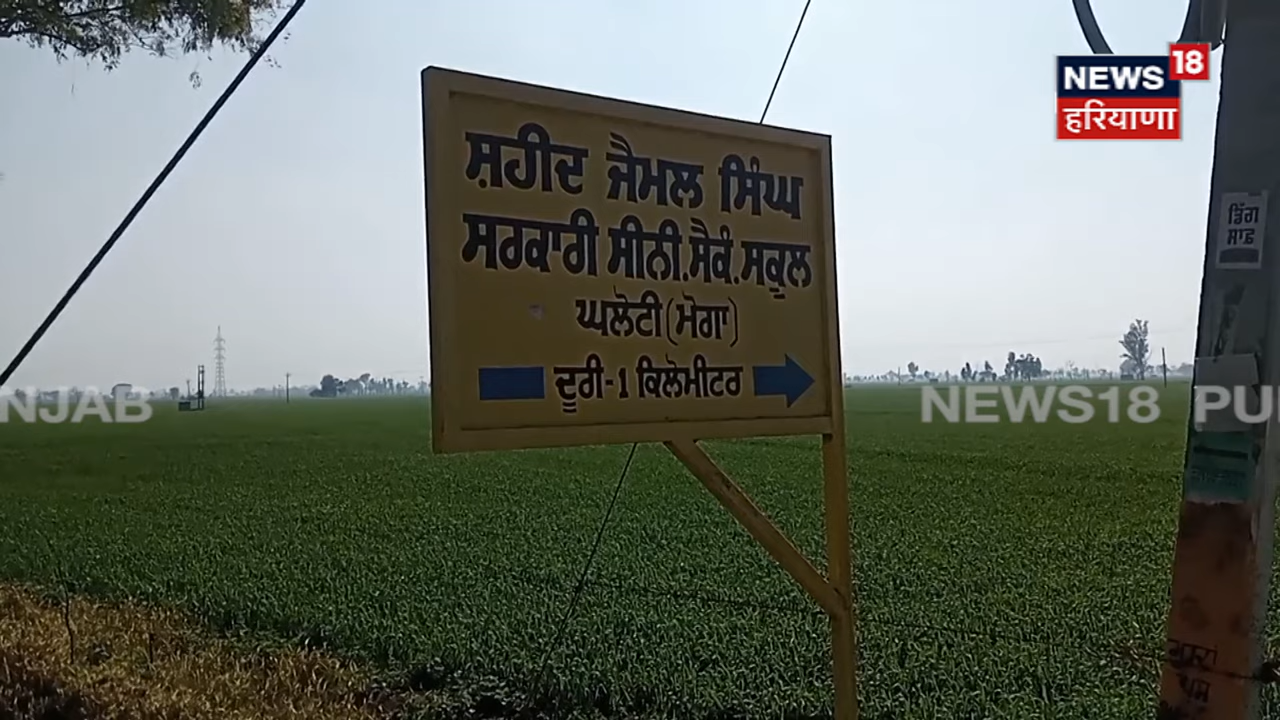 NEWS 18
हरियाणा
ਸ਼ਹੀਦ ਜੈਮਲ ਸਿੰਘ
ਸਰਕਾਰੀ ਸੀਨੀ.ਸੈਕੰ.ਸਕੂਲ
ਘਲੋਟੀ (ਮੋਗਾ)
ਦੂਰੀ-1 ਕਿਲੋਮੀਟਰ
ਡਿੱਗ
ਸਾਫ਼
NJAB
NEWS18 PU